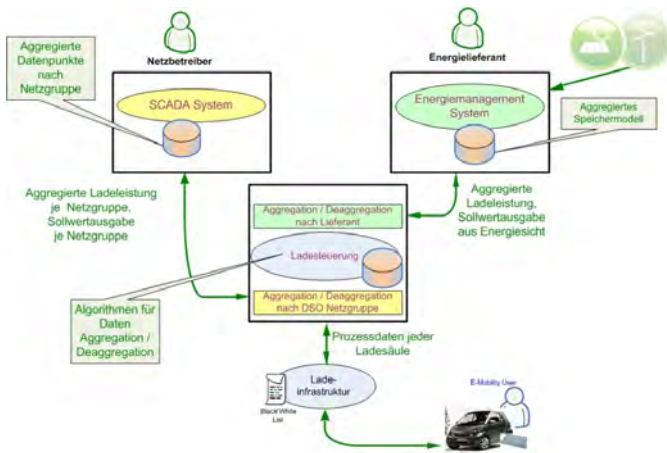 Netzbetreiber
Energielieferant
Aggregierte
Datenpunkte
nach
Netzgruppe
SCADA System
Energiemanagement
System
Aggregiertes
Speichermodell
Aggregierte Ladeleistung
je Netzgruppe,
Sollwertausgabe
je Netzgruppe
Aggregation / Deaggregation
nach Lieferant
Aggregierte
Ladeleistung,
Sollwertausgabe
aus Energiesicht
Ladesteuerung
Aggregation / Deaggregation
nach DSO Netzgruppe
Algorithmen für
Daten
Aggregation /
Deaggregation
Prozessdaten jeder
Ladesäule
Lade-
infrastruktur
Black/White
List
E-Mobility User